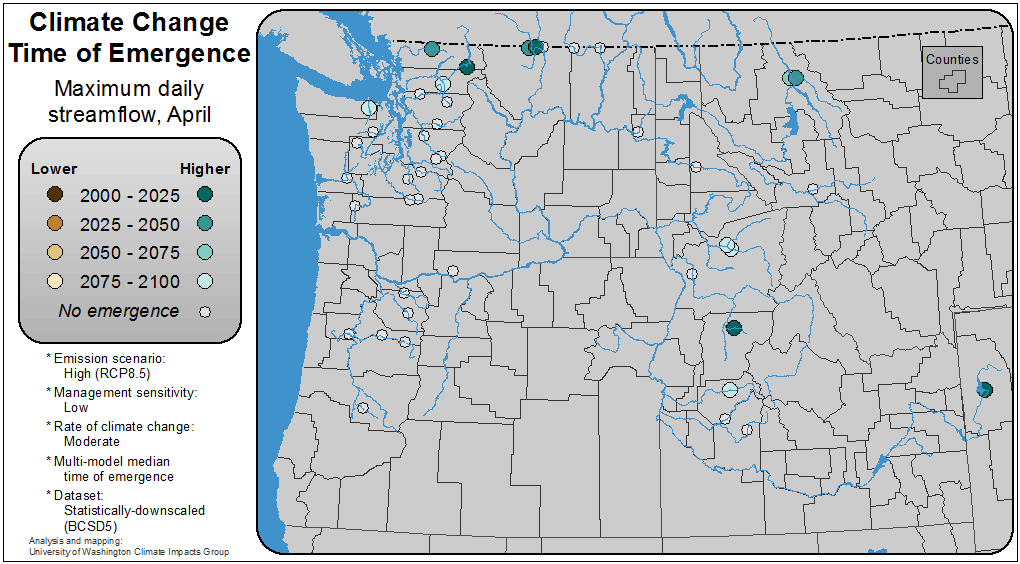 Climate Change
Time of Emergence
Maximum daily
streamflow, April
Lower Higher
2000 - 2025
2025 - 2050
2050 - 2075
2075 - 2100
No emergence
* Emission scenario:
High (RCP8.5)
* Management sensitivity:
Low
* Rate of climate change:
Moderate
* Multi-model median
time of emergence
* Dataset:
Statistically-downscaled
(BCSD5)
Analysis and mapping:
University of Washington Climate Impacts Group
Counties